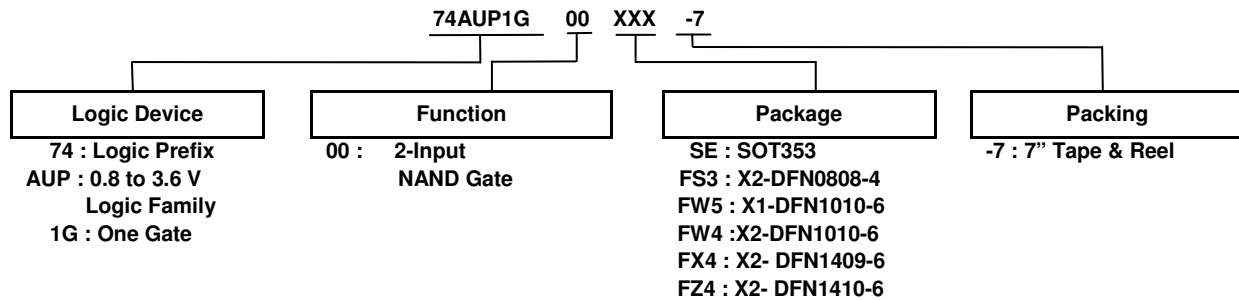 74AUP1G 00 XXX -7
Logic Device
74 : Logic Prefix
AUP : 0.8 to 3.6 V
Logic Family
1G : One Gate
Function
00 : 2-Input
NAND Gate
Package
SE : SOT353
FS3 : X2-DFN0808-4
FW5 : X1-DFN1010-6
FW4 :X2-DFN1010-6
FX4 : X2- DFN1409-6
FZ4 : X2- DFN1410-6
Packing
-7 : 7” Tape & Reel